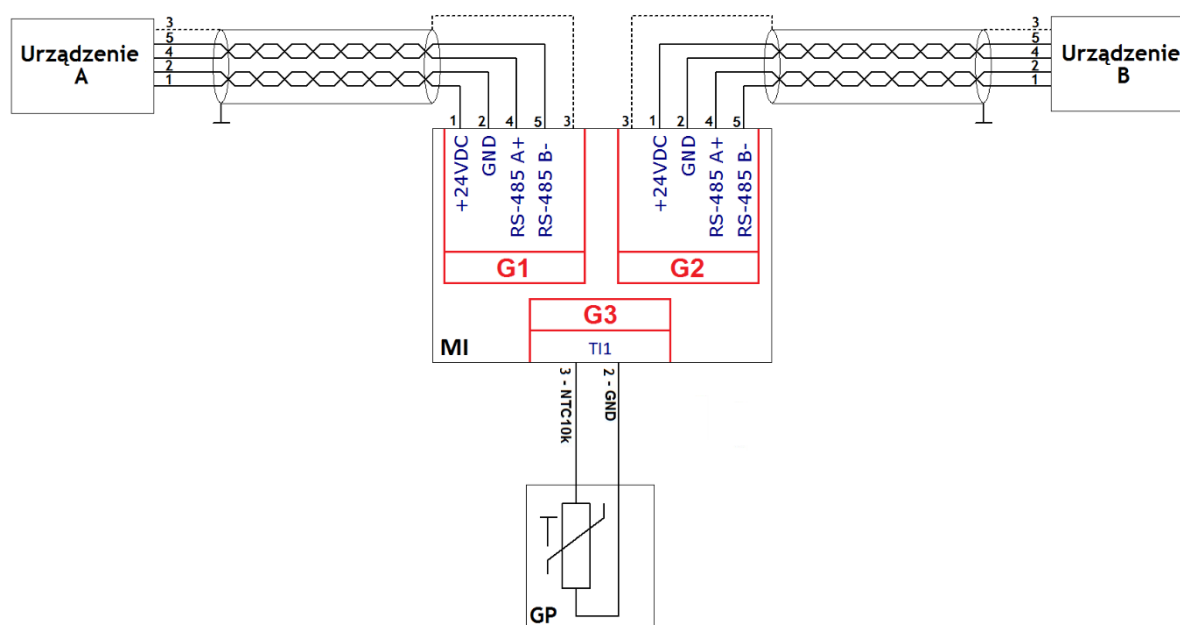 Urządzenie
A
3
5
4
2
1
3
5
4
2
1
Urządzenie
B
1 2 4 5 3
3 1 2 4 5
+24VDC
GND
RS-485 A+
RS-485 B-
+24VDC
GND
RS-485 A+
RS-485 B-
G1
G2
G3
TI1
MI
3 - NTC10k
2 - GND
GP